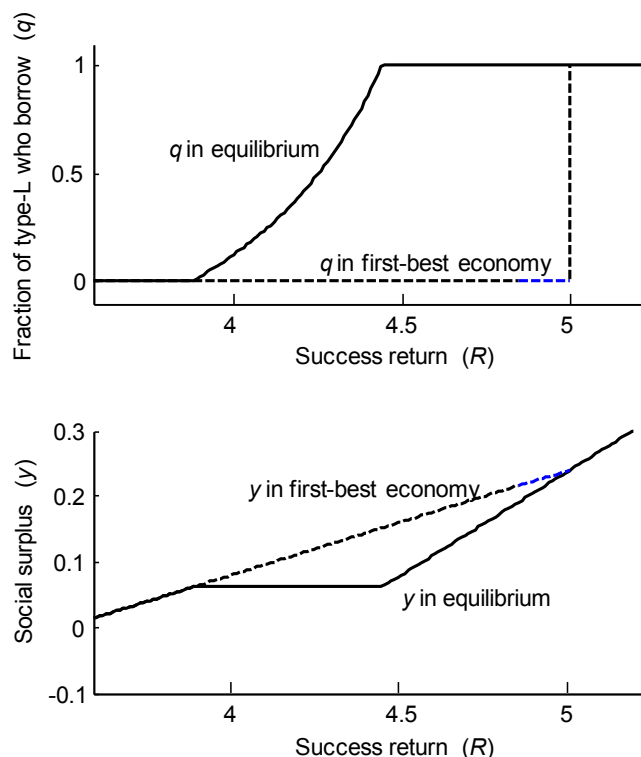 Fraction of type-L who borrow (q)
1
0.5
0
q in equilibrium
q in first-best economy
4
4.5
5
Success return (R)
Social surplus (y)
0.3
0.2
0.1
0
-0.1
y in first-best economy
y in equilibrium
4
4.5
5
Success return (R)